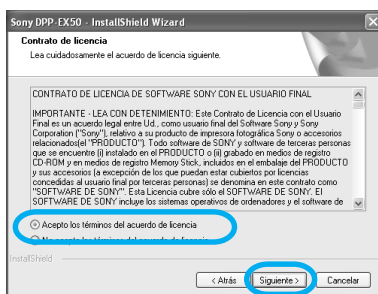 Sony DPP-EX50 - InstallShield Wizard
Contrato de licencia
Lea cuidadosamente el acuerdo de licencia siguiente.
CONTRATO DE LICENCIA DE SOFTWARE SONY CON EL USUARIO FINAL
IMPORTANTE - LEA CON DETENIMIENTO: Este Contrato de Licencia con el Usuario
Final es un acuerdo legal entre Ud., como usuario final del Software Sony y Sony
Corporation ("Sony"), relativo a su producto de impresora fotográfica Sony o accesorios
relacionados(el "PRODUCTO"). Todo software de SONY y software de terceras personas
que se encuentre (i) instalado en el PRODUCTO o (ii) grabado en medios de registro
CD-ROM y en medios de registro Memory Stick, incluidos en el embalaje del PRODUCTO
y sus accesorios (a excepción de los que puedan estar cubiertos por licencias
concedidas al usuario final por terceras personas) se denomina en este contrato como
"SOFTWARE DE SONY". Esta Licencia cubre sólo el SOFTWARE DE SONY. El
SOFTWARE DE SONY incluye los sistemas operativos de ordenadores y el software de
Acepto los términos del acuerdo de licencia
No acepto los términos del acuerdo de licencia
InstallShield
< Atrás
Siguiente >
Cancelar